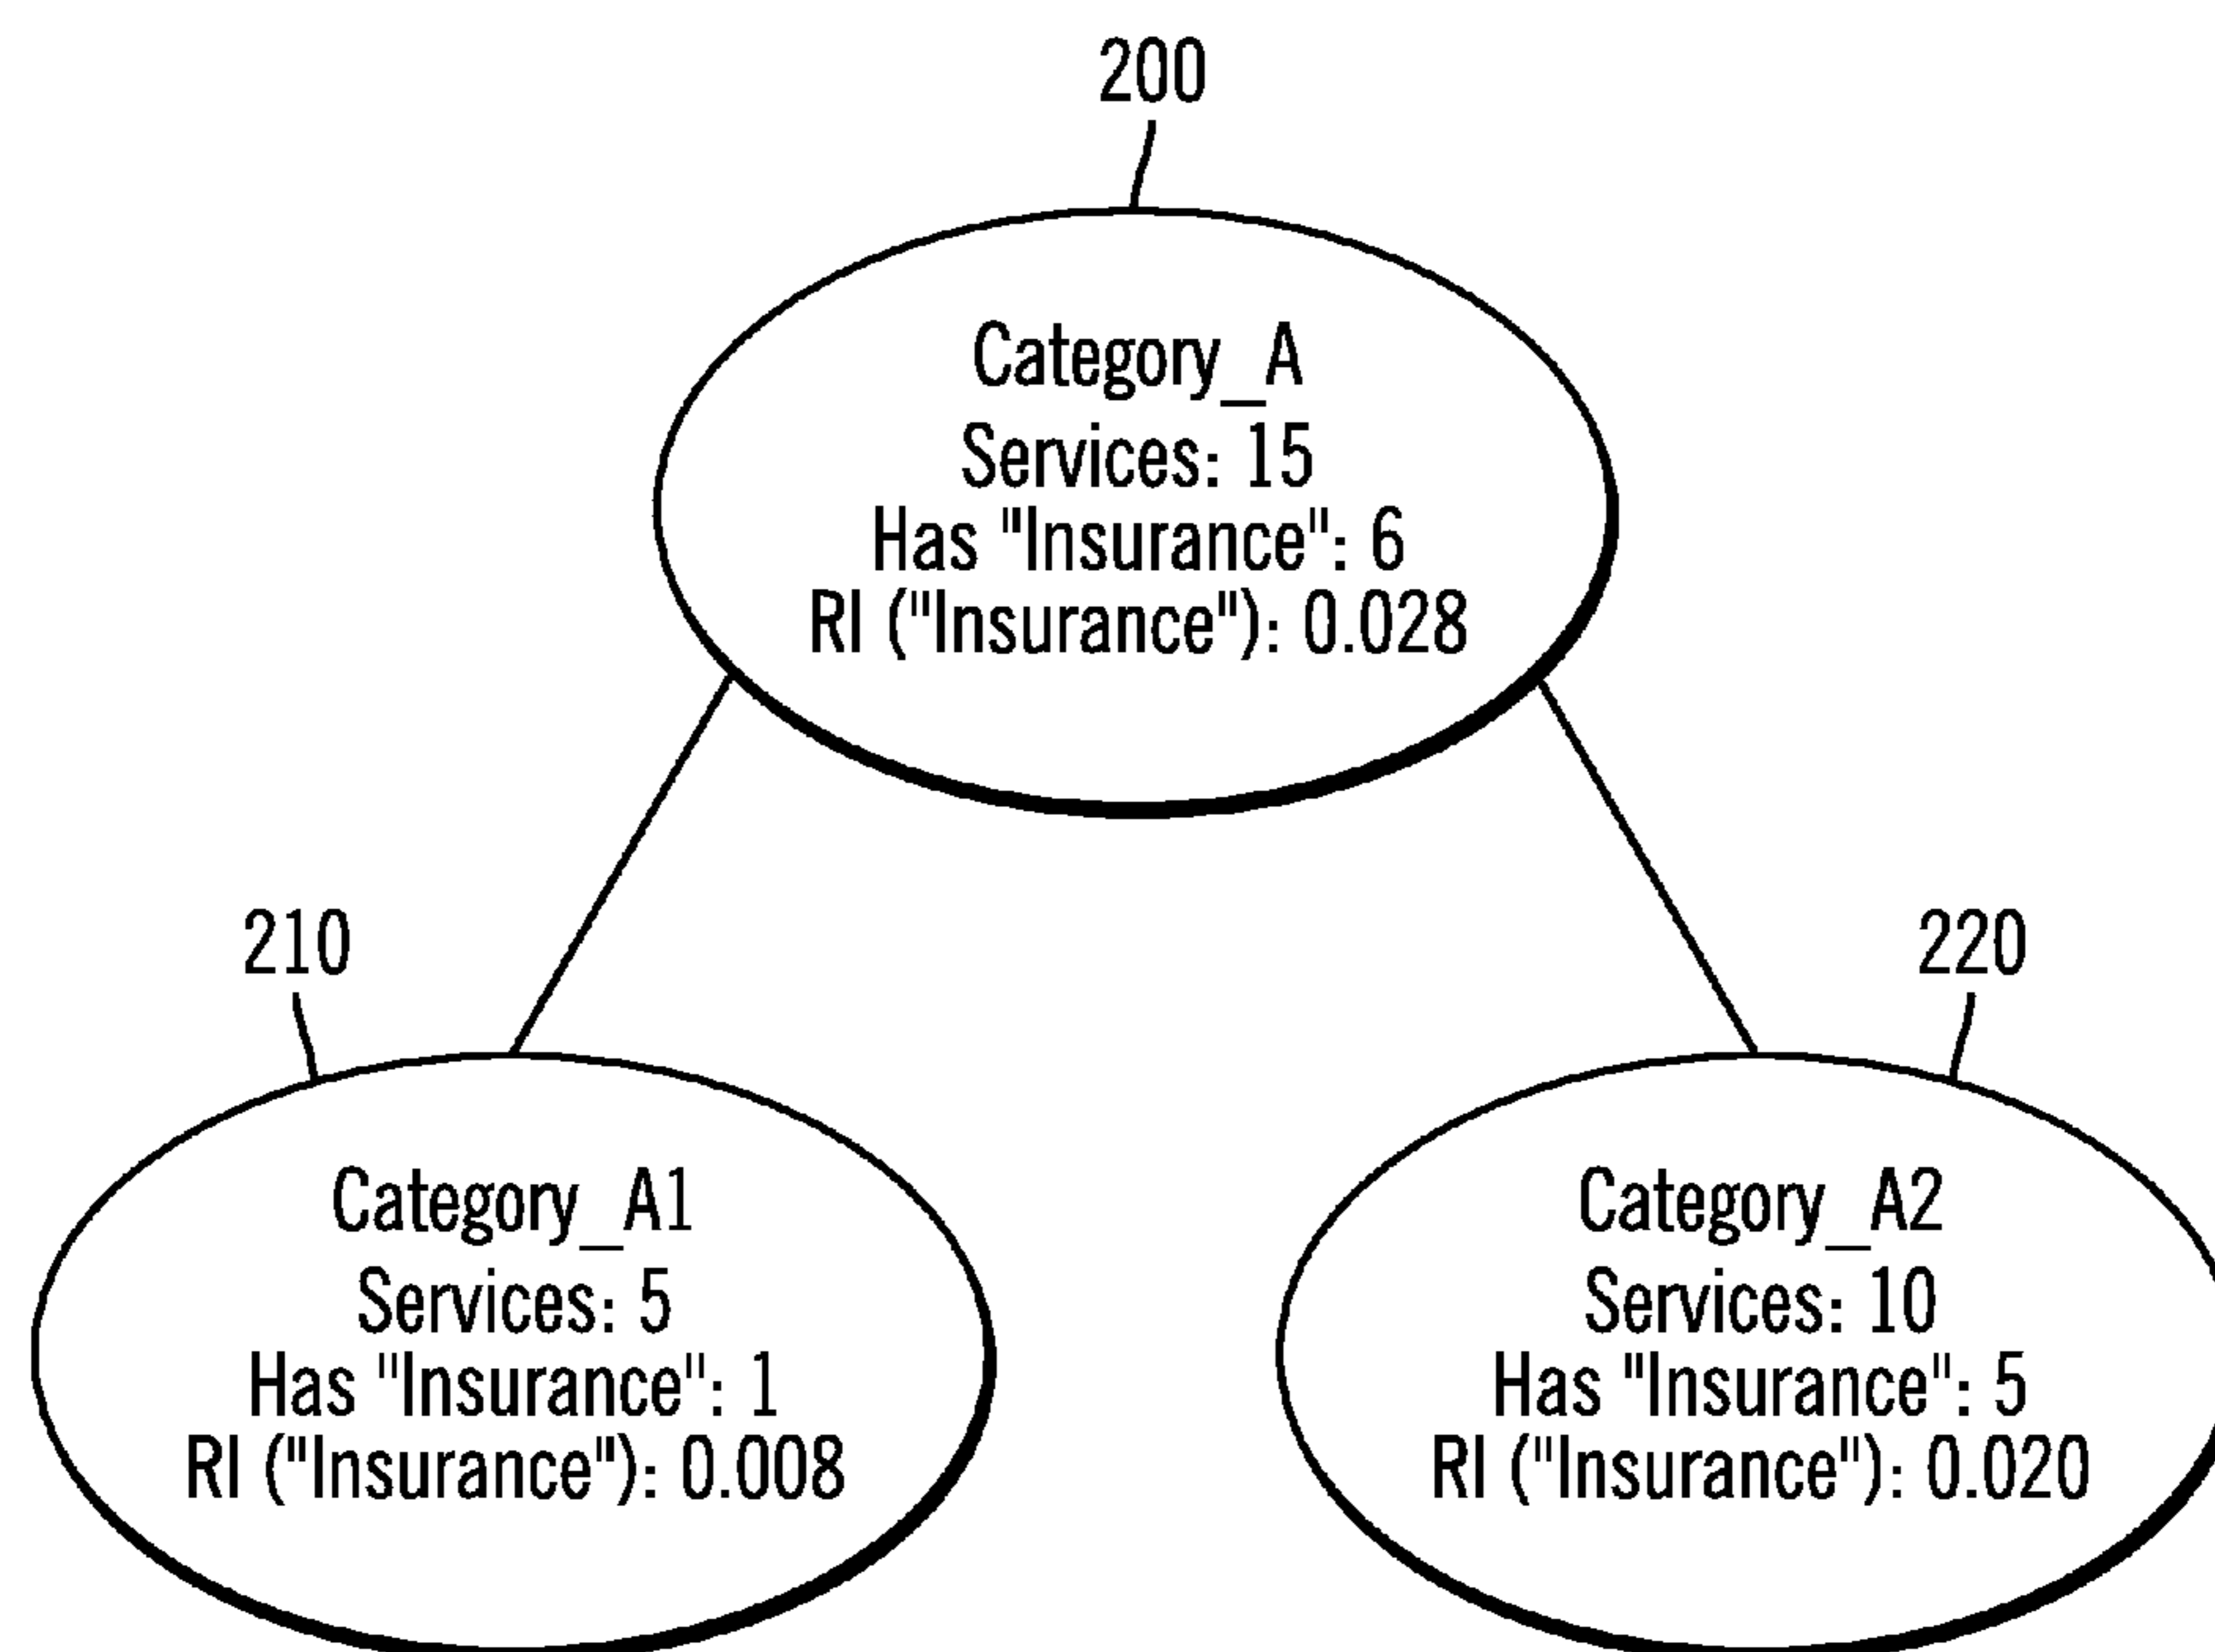 200
Category_A
Services: 15
Has "Insurance": 6
RI ("Insurance"): 0.028
210
220
Category_A1
Services: 5
Has "Insurance": 1
RI ("Insurance"): 0.008
Category_A2
Services: 10
Has "Insurance": 5
RI ("Insurance"): 0.020